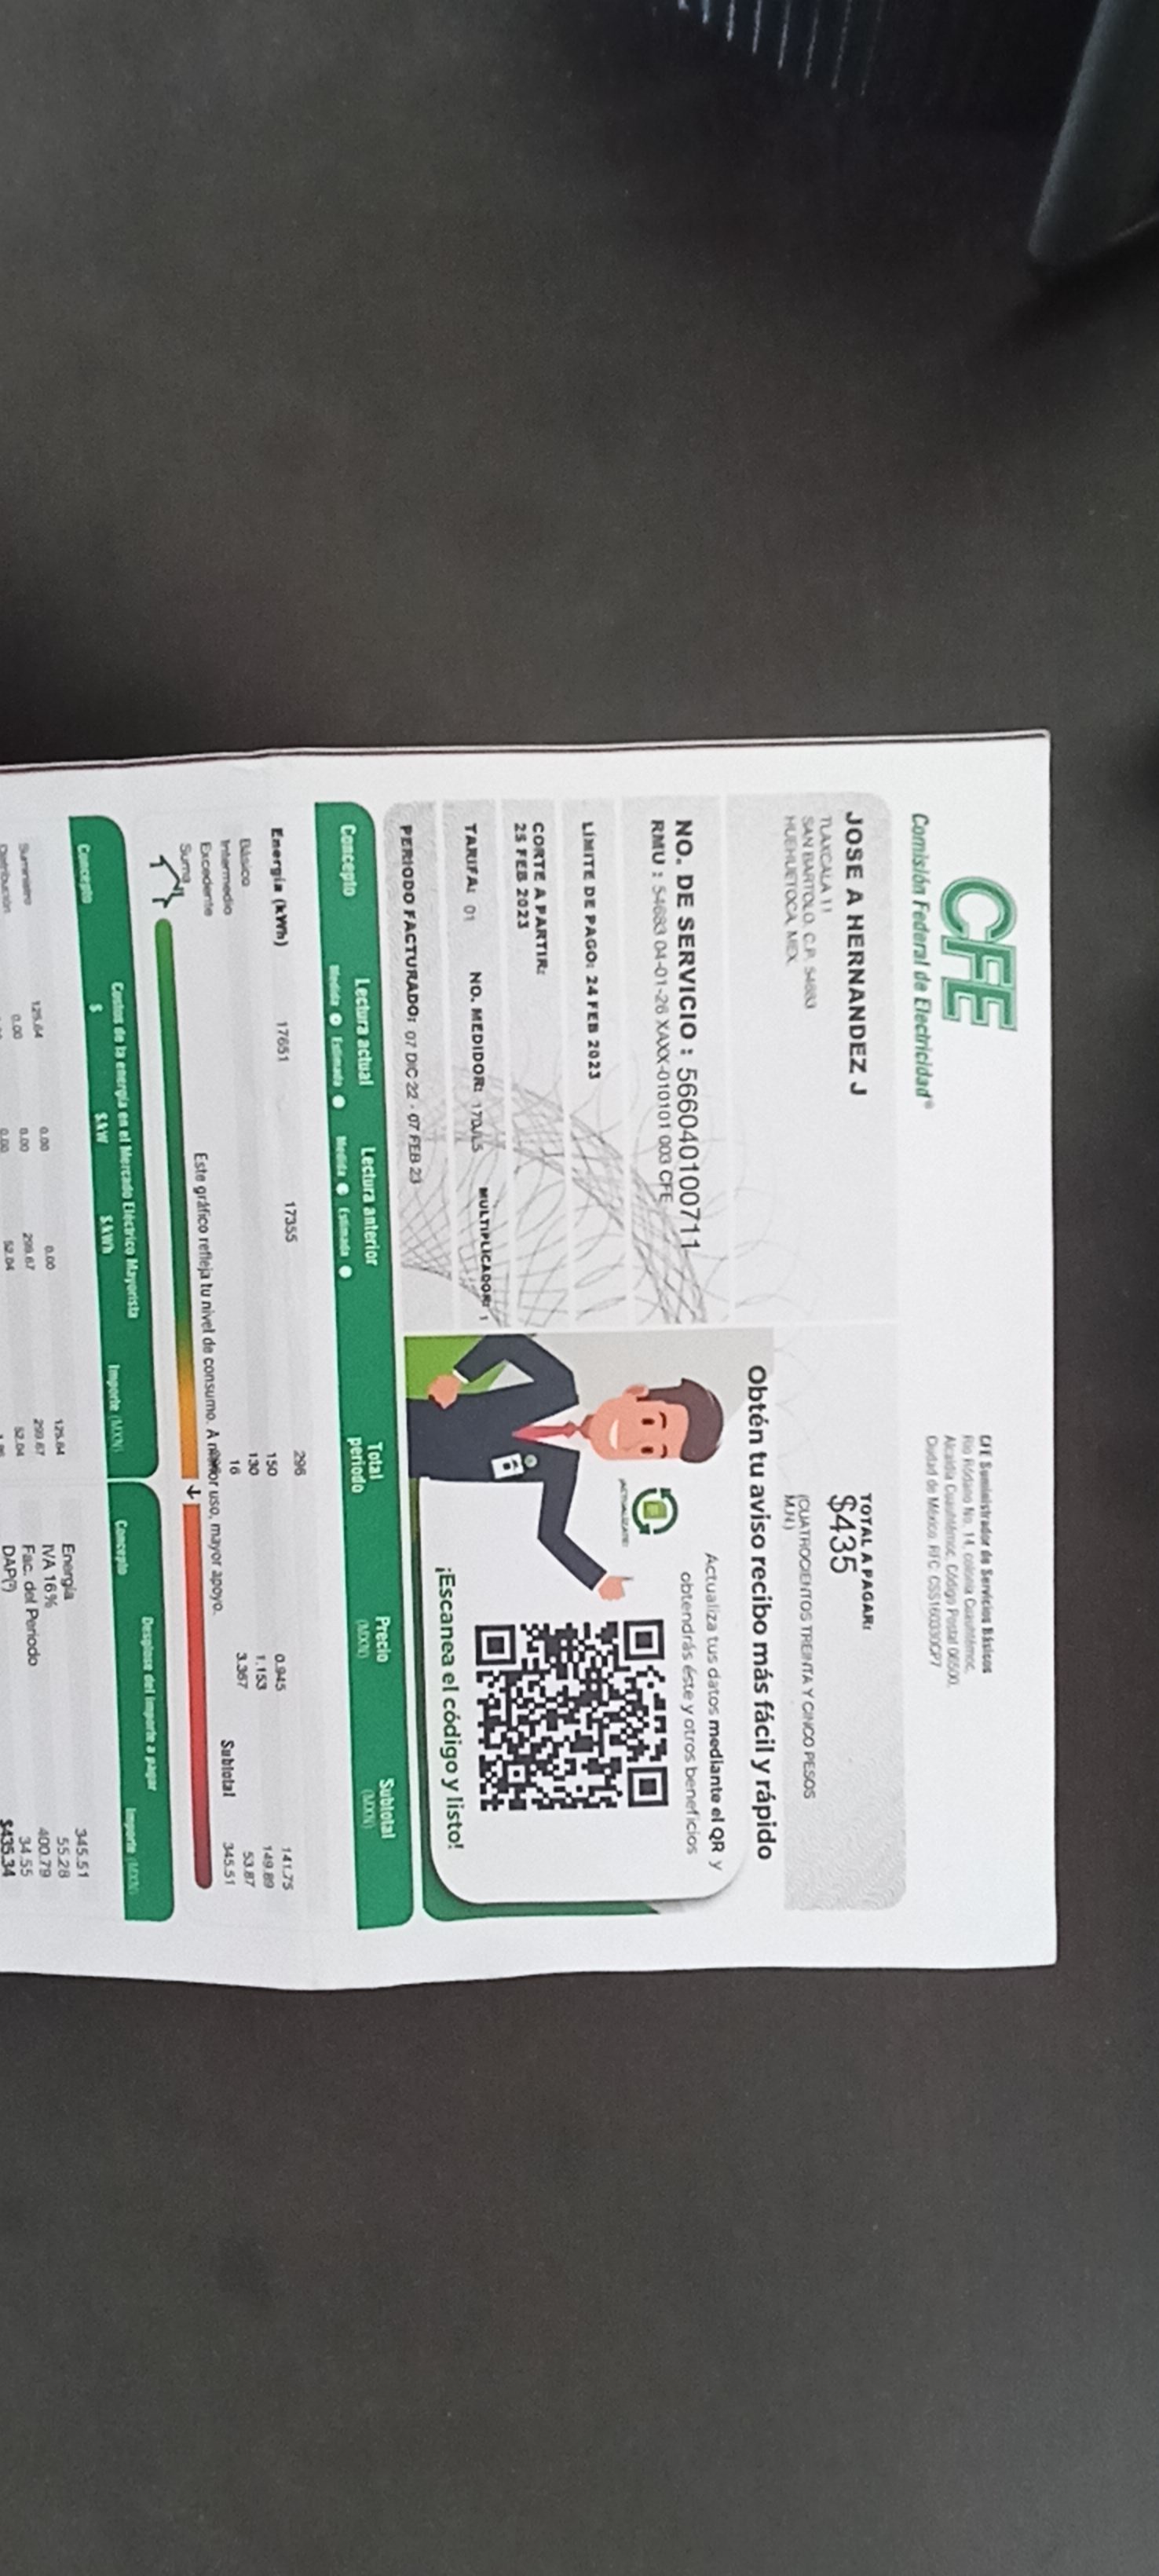 CFE
Comisión Federal de Electricidad®
CFE Suministrador de Servicios Básicos
Río Ródano No. 14, colonia Cuauhtémoc,
Alcaldía Cuauhtémoc, Código Postal 06500,
Ciudad de México. RFC: CSS160330CP7
JOSE A HERNANDEZ J
TLAXCALA 11
SAN BARTOLO, C.P. 54683
HUEHUETOCA, MEX.
TOTAL A PAGAR:
$435
(CUATROCIENTOS TREINTA Y CINCO PESOS
M.N.)
NO. DE SERVICIO : 566040100711
RMU : 54683 04-01-26 XAXX-010101 003 CFE
LÍMITE DE PAGO: 24 FEB 2023
CORTE A PARTIR:
25 FEB 2023
TARIFA: 01 NO. MEDIDOR: MULTIPLICADOR: 1
PERIODO FACTURADO: 07 DIC 22 - 07 FEB 23
Obtén tu aviso recibo más fácil y rápido
Actualiza tus datos mediante el QR y
obtendrás éste y otros beneficios
¡Escanea el código y listo!
Concepto Lectura actual Lectura anterior Total periodo Precio (MXN) Subtotal (MXN)
Medida Estimada Medida Estimada
Energía (kWh) 17651 17355 296
Básico 150 0.945 141.75
Intermedio 130 1.153 149.89
Excedente 16 3.367 53.87
Suma Subtotal 345.51
Este gráfico refleja tu nivel de consumo. A menor uso, mayor apoyo.
Concepto Costos de la energía en el Mercado Eléctrico Mayorista
$ $/kW $/kWh Importe (MXN)
Suministro 125.64 0.00 0.00 125.64
Distribución 0.00 0.00 299.67 299.67
52.04 52.04
Concepto Desglose del importe a pagar Importe (MXN)
Energía 345.51
IVA 16% 55.28
Fac. del Periodo 400.79
DAP(²) 34.55
$435.34